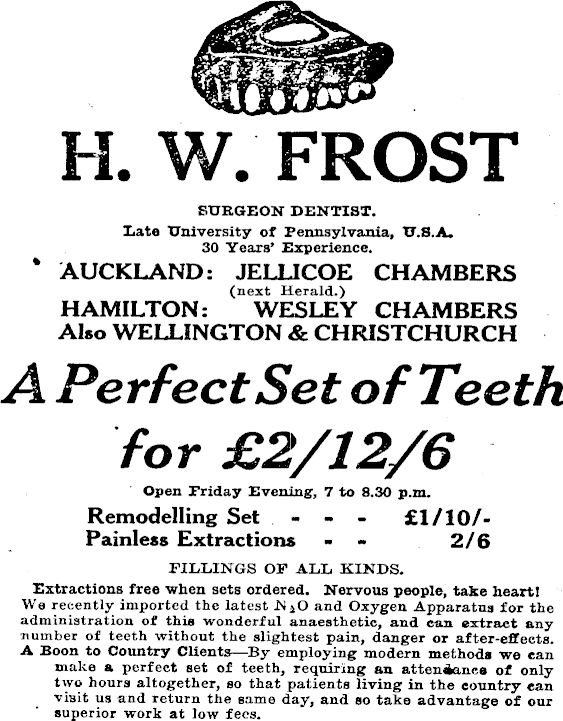 H. W. FROST
SURGEON DENTIST.
Late University of Pennsylvania, U.S.A.
30 Years' Experience.
AUCKLAND: JELLICOE CHAMBERS
(next Herald.)
HAMILTON: WESLEY CHAMBERS
Also WELLINGTON & CHRISTCHURCH
A Perfect Set of Teeth
for £2/12/6
Open Friday Evening, 7 to 8.30 p.m.
Remodelling Set - - - £1/10/-
Painless Extractions - - 2/6
FILLINGS OF ALL KINDS.
Extractions free when sets ordered. Nervous people, take heart!
We recently imported the latest N2O and Oxygen Apparatus for the
administration of this wonderful anaesthetic, and can extract any
number of teeth without the slightest pain, danger or after-effects.
A Boon to Country Clients—By employing modern methods we can
make a perfect set of teeth, requiring an attendance of only
two hours altogether, so that patients living in the country can
visit us and return the same day, and so take advantage of our
superior work at low fees.